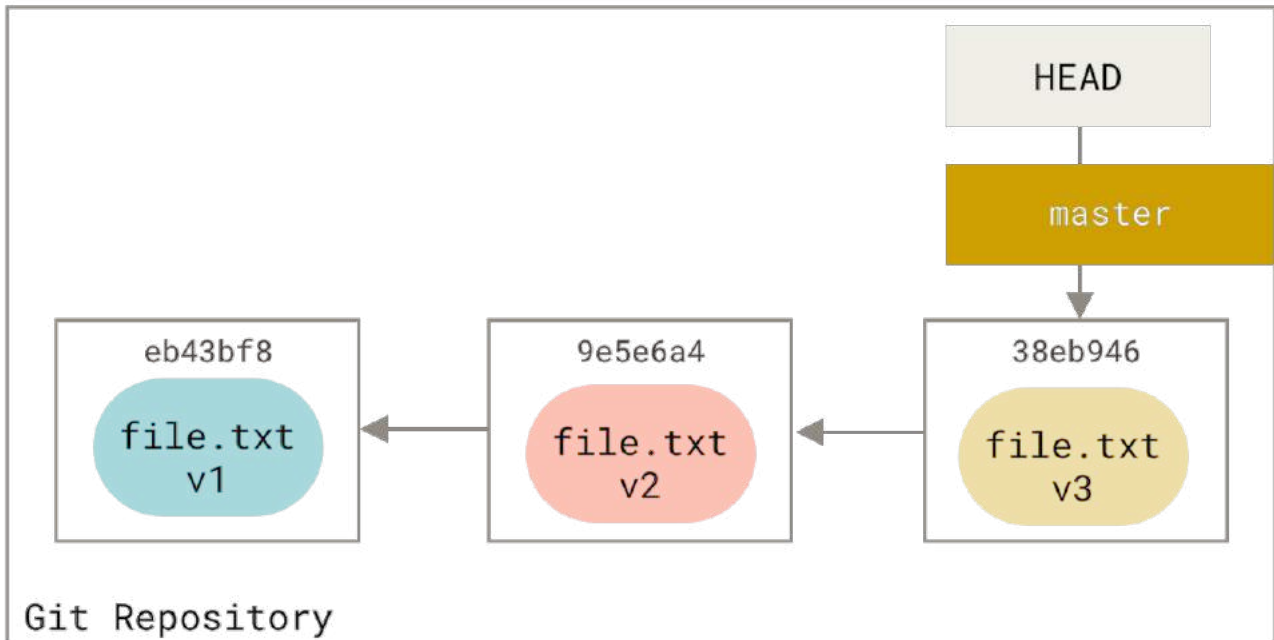 HEAD
master
eb43bf8
file.txt
v1
9e5e6a4
file.txt
v2
38eb946
file.txt
v3
Git Repository